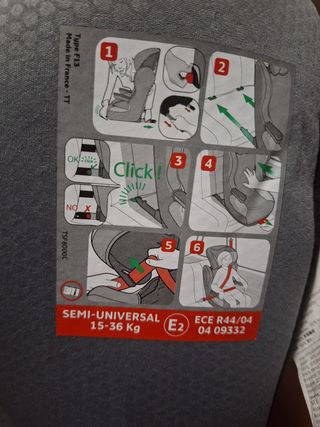 Type F13
Made in France - TT
1
2
OK
Click!
3
4
NO
TSF8000C
5
6
SEMI-UNIVERSAL
15-36 Kg
E2
ECE R44/04
04 09332